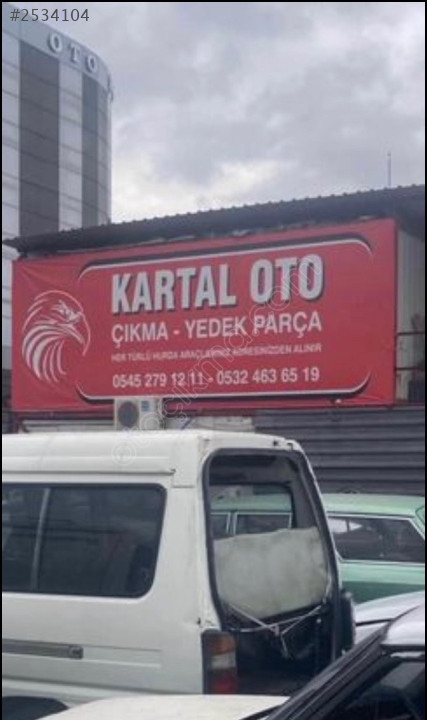 #2534104
OTO
KARTAL OTO
ÇIKMA - YEDEK PARÇA
HER TÜRLÜ HURDA ARAÇLARINIZ ADRESİNİZDEN ALINIR
0545 279 12 11 - 0532 463 65 19